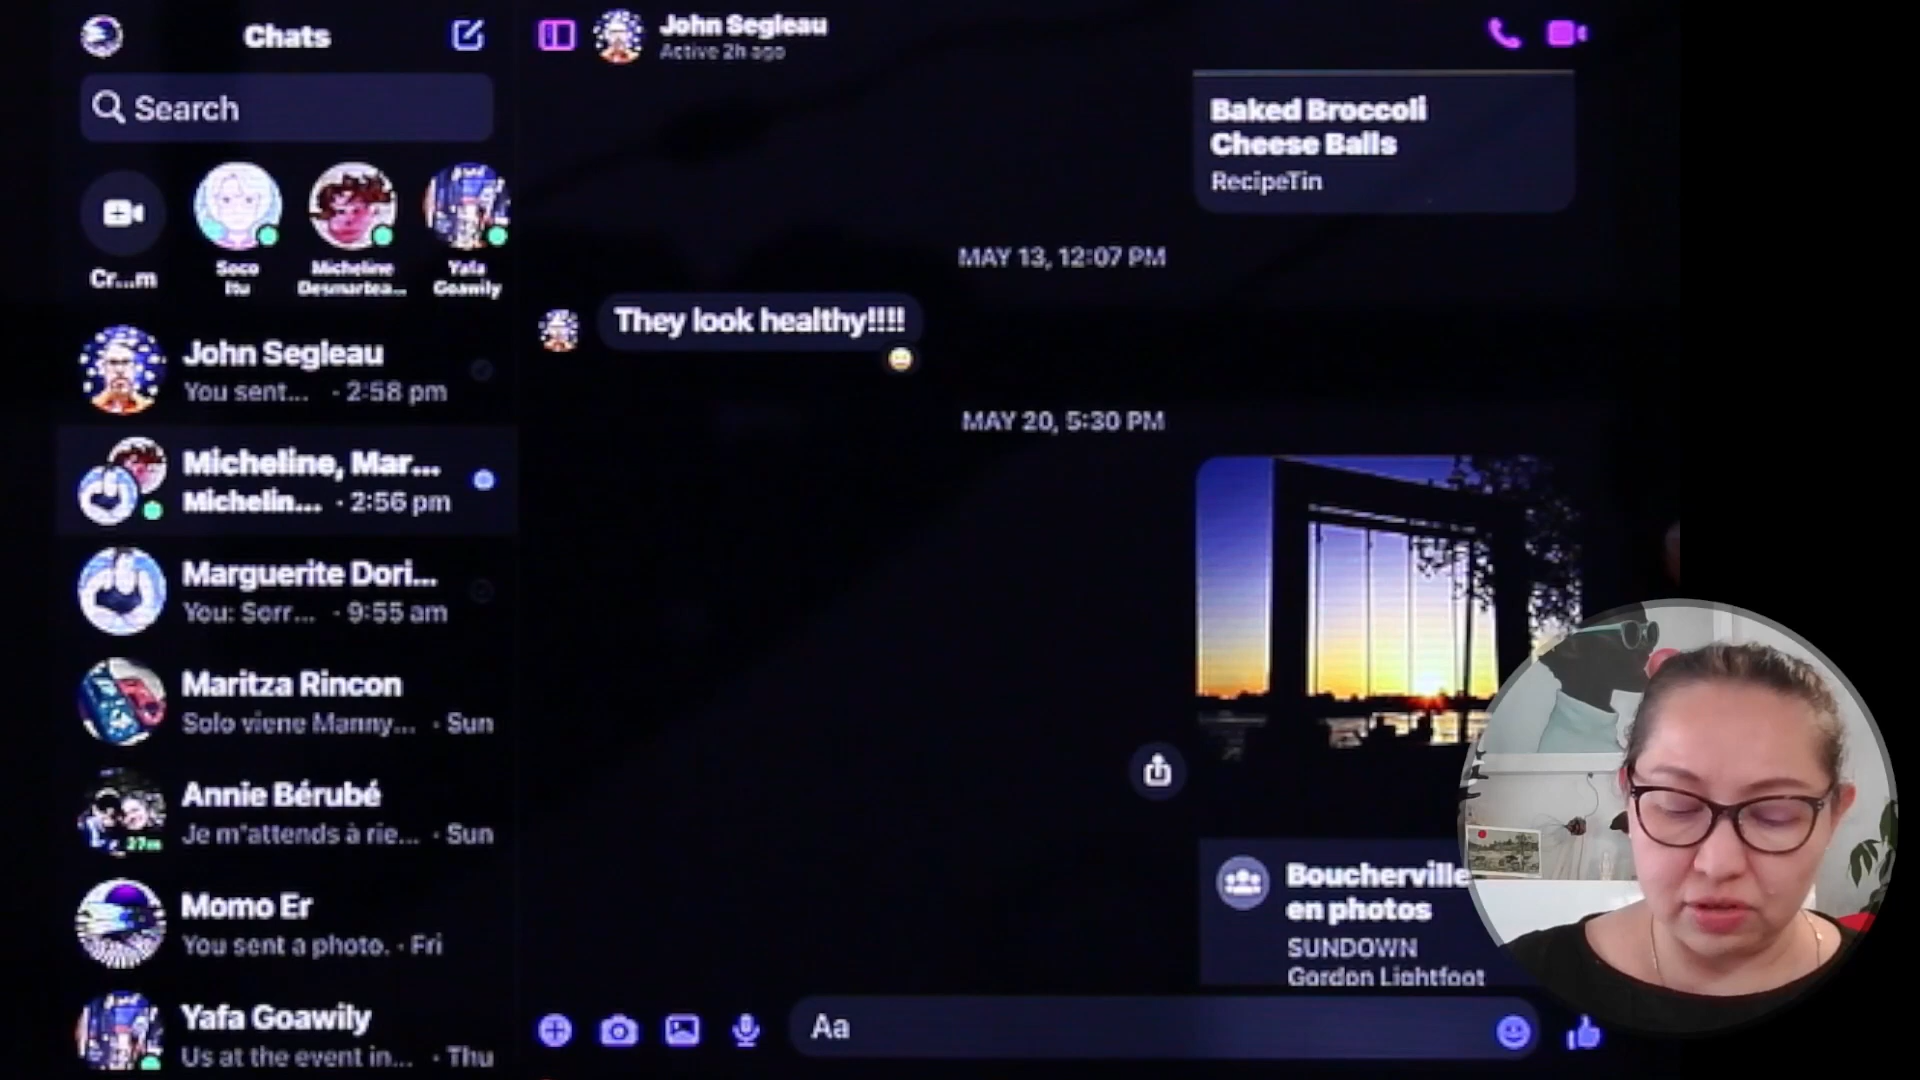 Chats
Search
Cr...m
Soco
Itu
Micheline
Desmartea...
Yafa
Goawily
John Segleau
You sent... · 2:58 pm
Micheline, Mar...
Michelin... · 2:56 pm
Marguerite Dori...
You: Sorr... · 9:55 am
Maritza Rincon
Solo viene Manny... · Sun
Annie Bérubé
Je m'attends à rie... · Sun
Momo Er
You sent a photo. · Fri
Yafa Goawily
Us at the event in... · Thu
John Segleau
Active 2h ago
Baked Broccoli
Cheese Balls
RecipeTin
MAY 13, 12:07 PM
They look healthy!!!!
MAY 20, 5:30 PM
Boucherville
en photos
SUNDOWN
Gordon Lightfoot
Aa